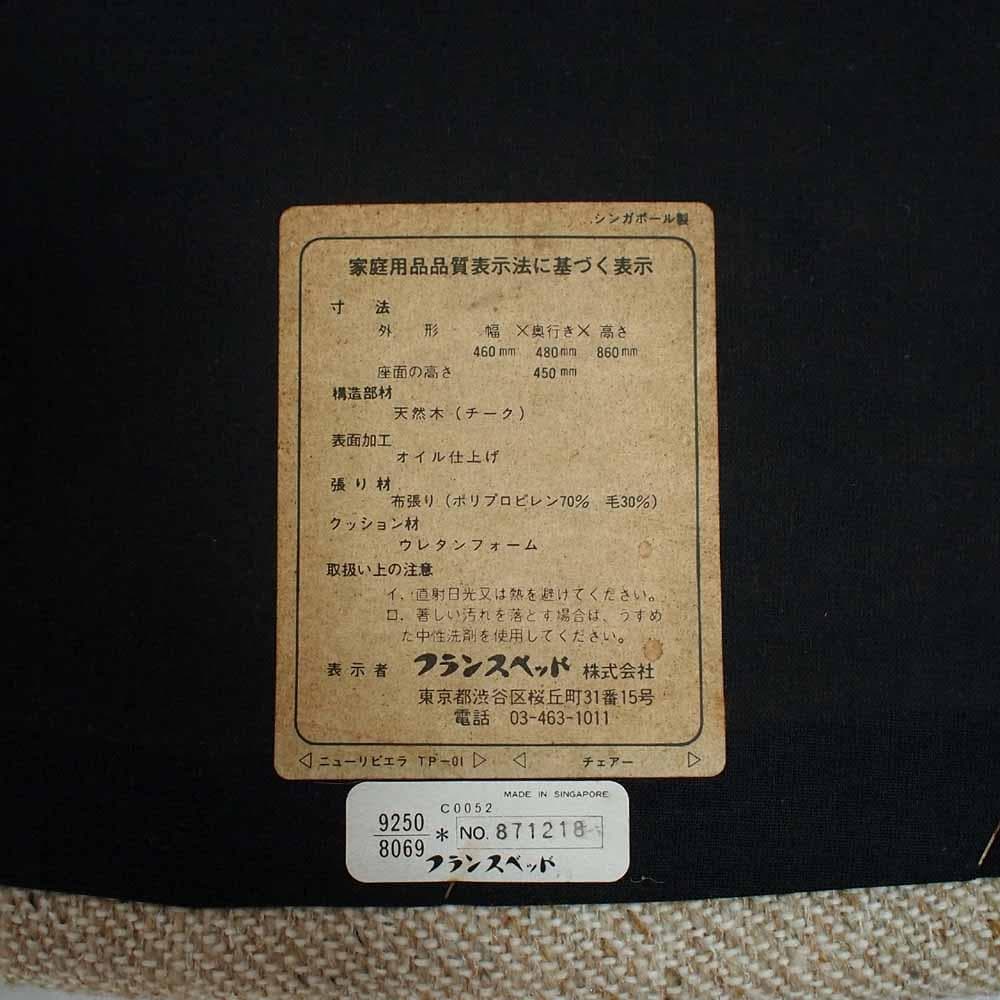 シンガポール製
家庭用品品質表示法に基づく表示
寸法
外形 幅×奥行き×高さ
460mm 480mm 860mm
座面の高さ 450mm
構造部材
天然木(チーク)
表面加工
オイル仕上げ
張り材
布張り(ポリプロピレン70% 毛30%)
クッション材
ウレタンフォーム
取扱い上の注意
イ、直射日光又は熱を避けてください。
ロ、著しい汚れを落とす場合は、うすめ
た中性洗剤を使用してください。
表示者 フランスベッド 株式会社
東京都渋谷区桜丘町31番15号
電話 03-463-1011
◁ ニューリビエラ TP-01 ▷ ◁ チェアー ▷
MADE IN SINGAPORE
C0052
9250
8069 * NO. 871218
フランスベッド